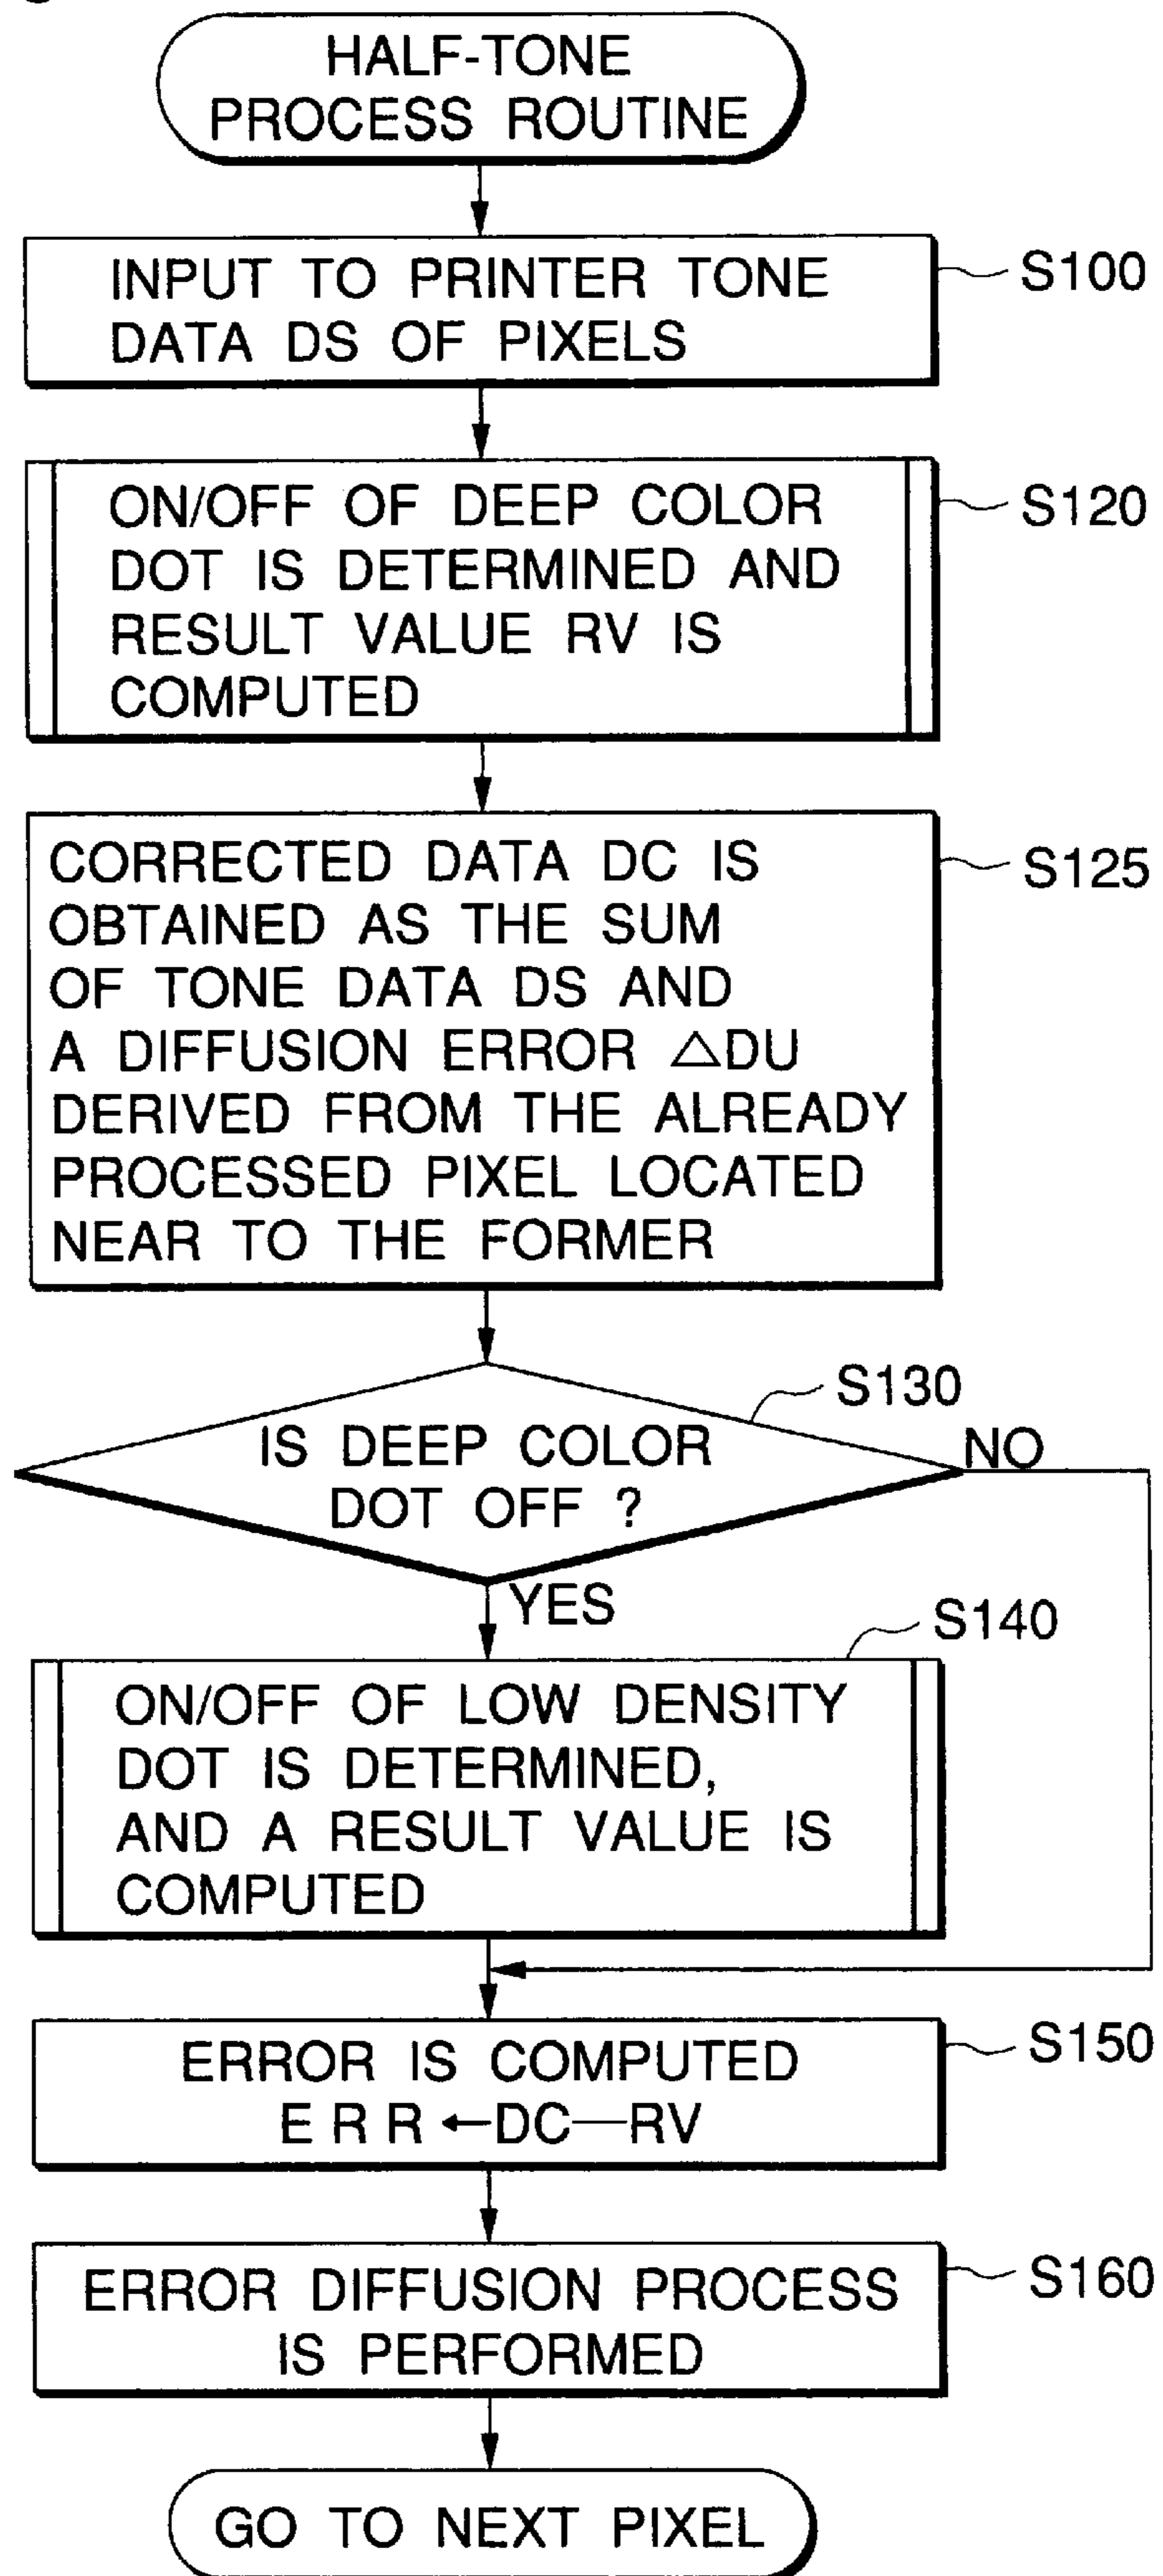 HALF-TONE
PROCESS ROUTINE
INPUT TO PRINTER TONE
DATA DS OF PIXELS
S100
ON/OFF OF DEEP COLOR
DOT IS DETERMINED AND
RESULT VALUE RV IS
COMPUTED
S120
CORRECTED DATA DC IS
OBTAINED AS THE SUM
OF TONE DATA DS AND
A DIFFUSION ERROR △DU
DERIVED FROM THE ALREADY
PROCESSED PIXEL LOCATED
NEAR TO THE FORMER
S125
S130
IS DEEP COLOR
DOT OFF ?
NO
YES
S140
ON/OFF OF LOW DENSITY
DOT IS DETERMINED,
AND A RESULT VALUE IS
COMPUTED
ERROR IS COMPUTED
E R R ←DC—RV
S150
ERROR DIFFUSION PROCESS
IS PERFORMED
S160
GO TO NEXT PIXEL